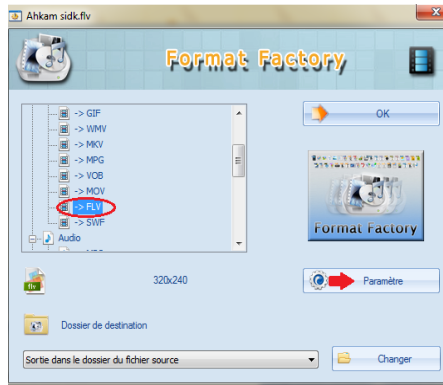 Ahkam sidk.flv
Format Factory
-> GIF
-> WMV
-> MKV
-> MPG
-> VOB
-> MOV
-> FLV
-> SWF
Audio
OK
Format Factory
flv
320x240
Paramètre
Dossier de destination
Sortie dans le dossier du fichier source
Changer